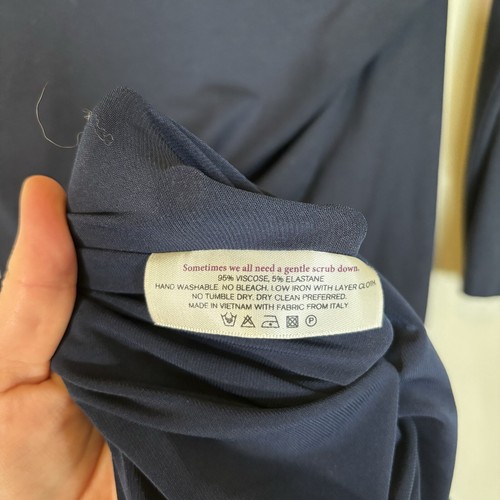 Sometimes we all need a gentle scrub down.
95% VISCOSE, 5% ELASTANE
HAND WASHABLE. NO BLEACH. LOW IRON WITH LAYER CLOTH.
NO TUMBLE DRY. DRY CLEAN PREFERRED.
MADE IN VIETNAM WITH FABRIC FROM ITALY
P